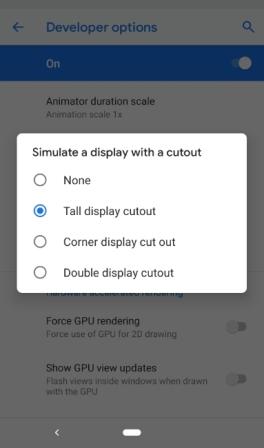 Developer options
On
Animator duration scale
Animation scale 1x
Simulate a display with a cutout
None
Tall display cutout
Corner display cut out
Double display cutout
Hardware accelerated rendering
Force GPU rendering
Force use of GPU for 2D drawing
Show GPU view updates
Flash views inside windows when drawn
with the GPU